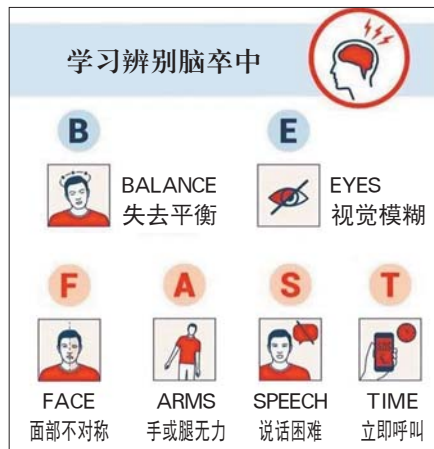 学习辨别脑卒中
B E
BALANCE
失去平衡
EYES
视觉模糊
F A S T
FACE ARMS SPEECH TIME
面部不对称 手或腿无力 说话困难 立即呼叫